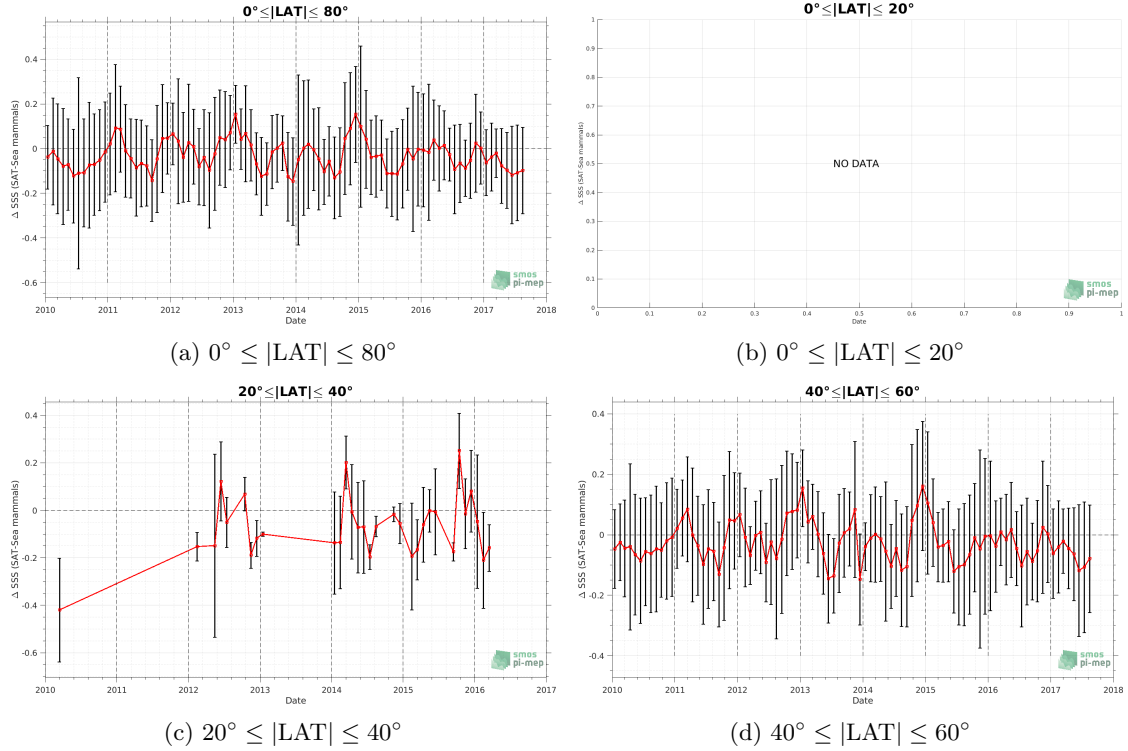 0°≤|LAT|≤ 80°
Δ SSS (SAT-Sea mammals)
0.4
0.2
0
-0.2
-0.4
-0.6
2010 2011 2012 2013 2014 2015 2016 2017 2018
Date
smos
pi-mep
(a) 0° ≤ |LAT| ≤ 80°
0°≤|LAT|≤ 20°
Δ SSS (SAT-Sea mammals)
1
0.9
0.8
0.7
0.6
0.5
0.4
0.3
0.2
0.1
0
NO DATA
0 0.1 0.2 0.3 0.4 0.5 0.6 0.7 0.8 0.9 1
Date
smos
pi-mep
(b) 0° ≤ |LAT| ≤ 20°
20°≤|LAT|≤ 40°
Δ SSS (SAT-Sea mammals)
0.4
0.2
0
-0.2
-0.4
-0.6
2010 2011 2012 2013 2014 2015 2016 2017
Date
smos
pi-mep
(c) 20° ≤ |LAT| ≤ 40°
40°≤|LAT|≤ 60°
Δ SSS (SAT-Sea mammals)
0.4
0.2
0
-0.2
-0.4
2010 2011 2012 2013 2014 2015 2016 2017 2018
Date
smos
pi-mep
(d) 40° ≤ |LAT| ≤ 60°